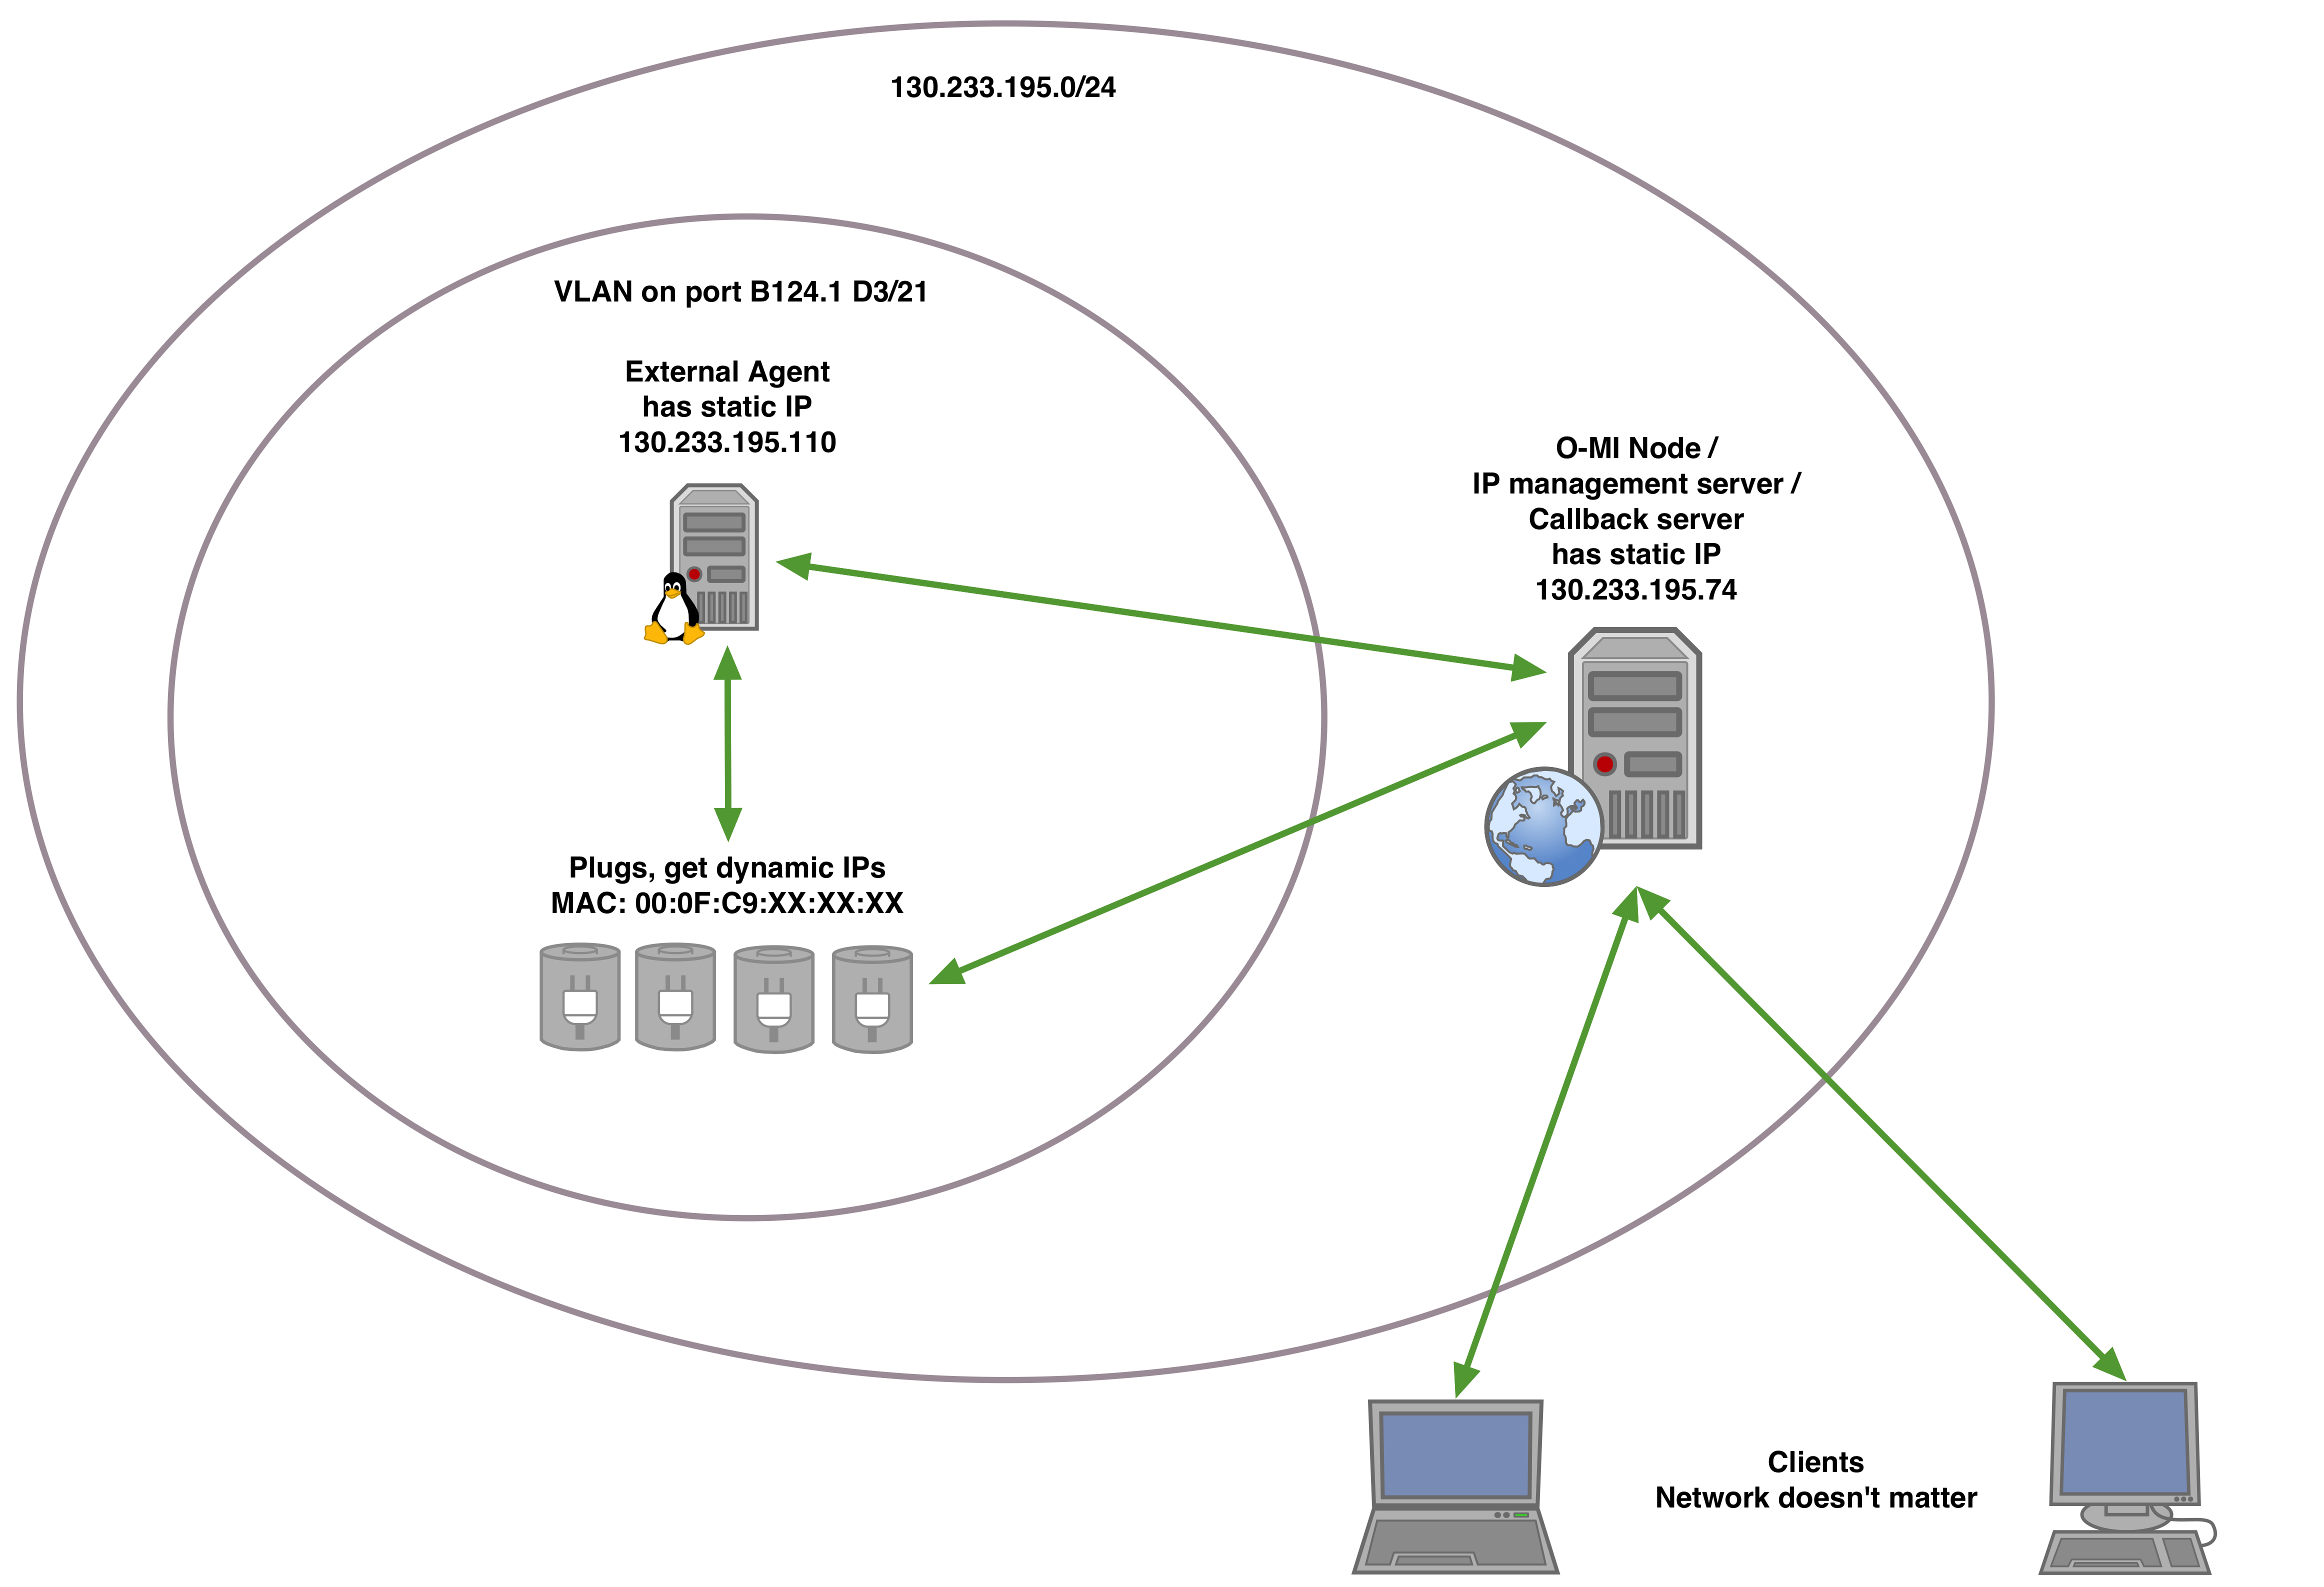 130.233.195.0/24
VLAN on port B124.1 D3/21
External Agent
has static IP
130.233.195.110
O-MI Node /
IP management server /
Callback server
has static IP
130.233.195.74
Plugs, get dynamic IPs
MAC: 00:0F:C9:XX:XX:XX
Clients
Network doesn't matter